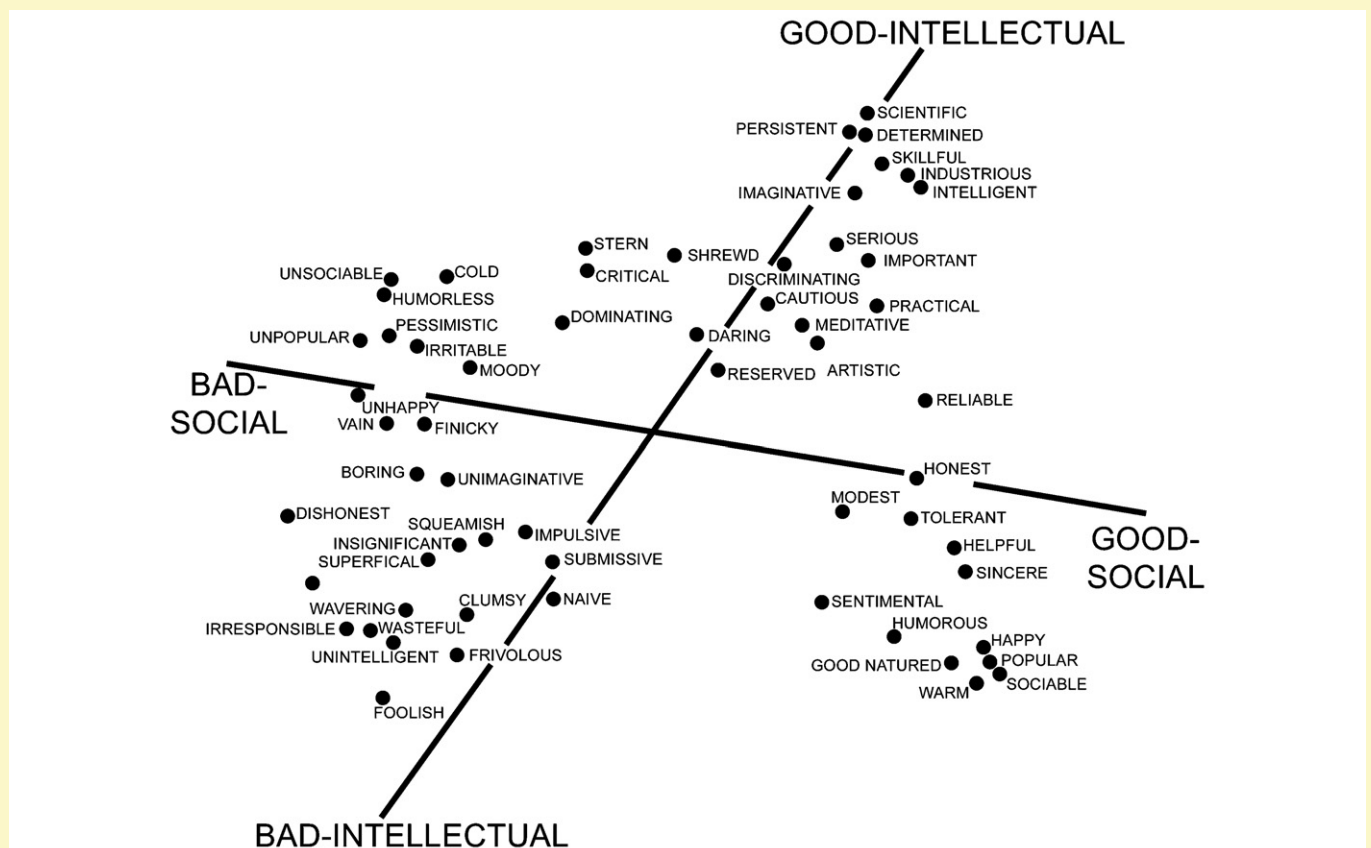 GOOD-INTELLECTUAL
SCIENTIFIC
PERSISTENT
DETERMINED
SKILLFUL
INDUSTRIOUS
IMAGINATIVE
INTELLIGENT
SERIOUS
STERN
SHREWD
IMPORTANT
UNSOCIABLE
COLD
CRITICAL
DISCRIMINATING
HUMORLESS
CAUTIOUS
PRACTICAL
DOMINATING
PESSIMISTIC
MEDITATIVE
UNPOPULAR
DARING
IRRITABLE
MOODY
RESERVED
ARTISTIC
BAD-
SOCIAL
RELIABLE
UNHAPPY
VAIN
FINICKY
HONEST
BORING
UNIMAGINATIVE
MODEST
DISHONEST
TOLERANT
SQUEAMISH
IMPULSIVE
INSIGNIFICANT
HELPFUL
GOOD-
SOCIAL
SUPERFICAL
SUBMISSIVE
SINCERE
CLUMSY
NAIVE
SENTIMENTAL
WAVERING
HUMOROUS
IRRESPONSIBLE
WASTEFUL
HAPPY
UNINTELLIGENT
FRIVOLOUS
GOOD NATURED
POPULAR
WARM
SOCIABLE
FOOLISH
BAD-INTELLECTUAL